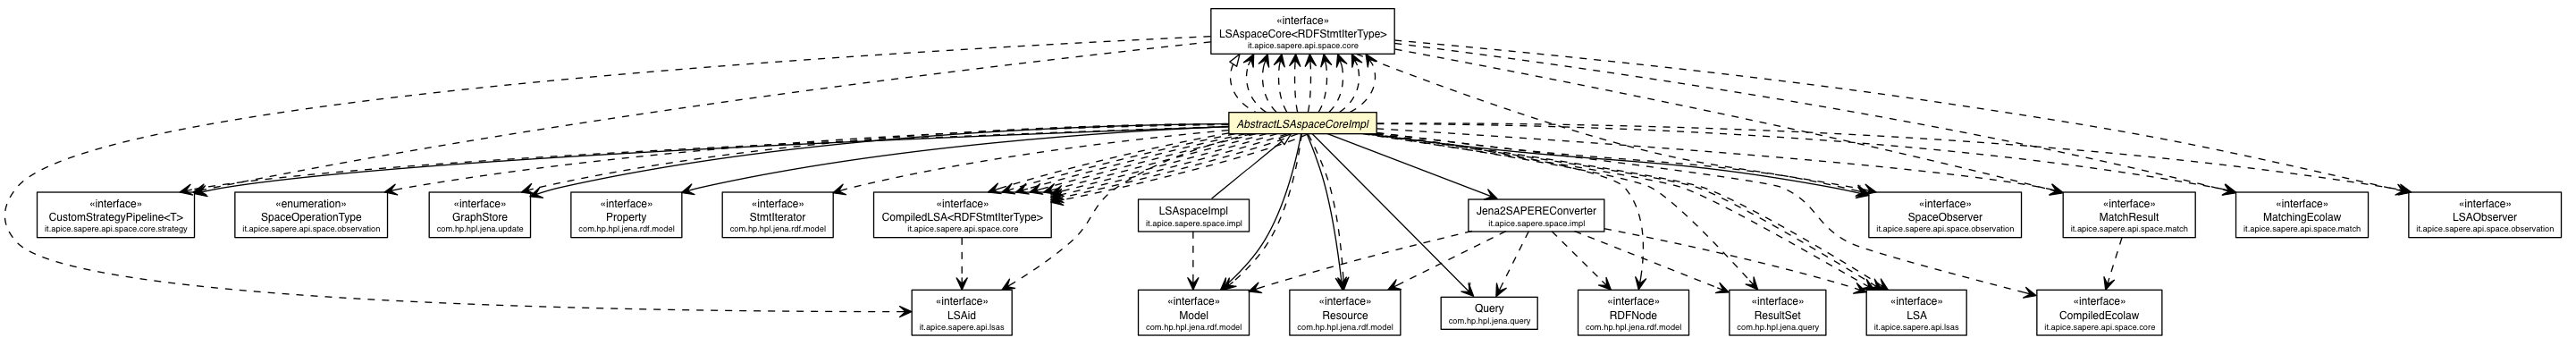 «interface»
LSAspaceCore<RDFStmtIterType>
it.apice.sapere.api.space.core
AbstractLSAspaceCoreImpl
«interface»
CustomStrategyPipeline<T>
it.apice.sapere.api.space.core.strategy
«enumeration»
SpaceOperationType
it.apice.sapere.api.space.observation
«interface»
GraphStore
com.hp.hpl.jena.update
«interface»
Property
com.hp.hpl.jena.rdf.model
«interface»
StmtIterator
com.hp.hpl.jena.rdf.model
«interface»
CompiledLSA<RDFStmtIterType>
it.apice.sapere.api.space.core
LSAspaceImpl
it.apice.sapere.space.impl
Jena2SAPEREConverter
it.apice.sapere.space.impl
«interface»
SpaceObserver
it.apice.sapere.api.space.observation
«interface»
MatchResult
it.apice.sapere.api.space.match
«interface»
MatchingEcolaw
it.apice.sapere.api.space.match
«interface»
LSAObserver
it.apice.sapere.api.space.observation
«interface»
LSAid
it.apice.sapere.api.lsas
«interface»
Model
com.hp.hpl.jena.rdf.model
«interface»
Resource
com.hp.hpl.jena.rdf.model
Query
com.hp.hpl.jena.query
«interface»
RDFNode
com.hp.hpl.jena.rdf.model
«interface»
ResultSet
com.hp.hpl.jena.query
«interface»
LSA
it.apice.sapere.api.lsas
«interface»
CompiledEcolaw
it.apice.sapere.api.space.core